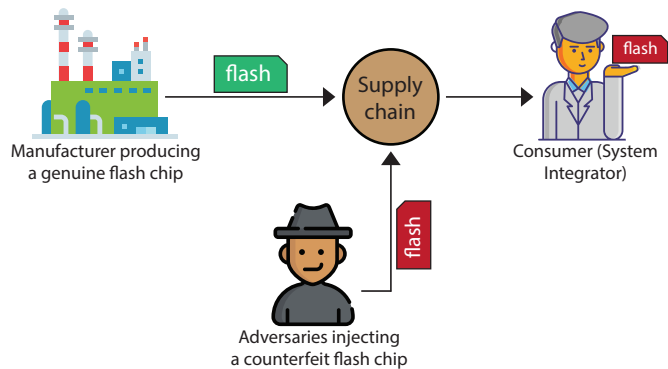 flash
Supply
chain
flash
Manufacturer producing
a genuine flash chip
Consumer (System
Integrator)
flash
Adversaries injecting
a counterfeit flash chip